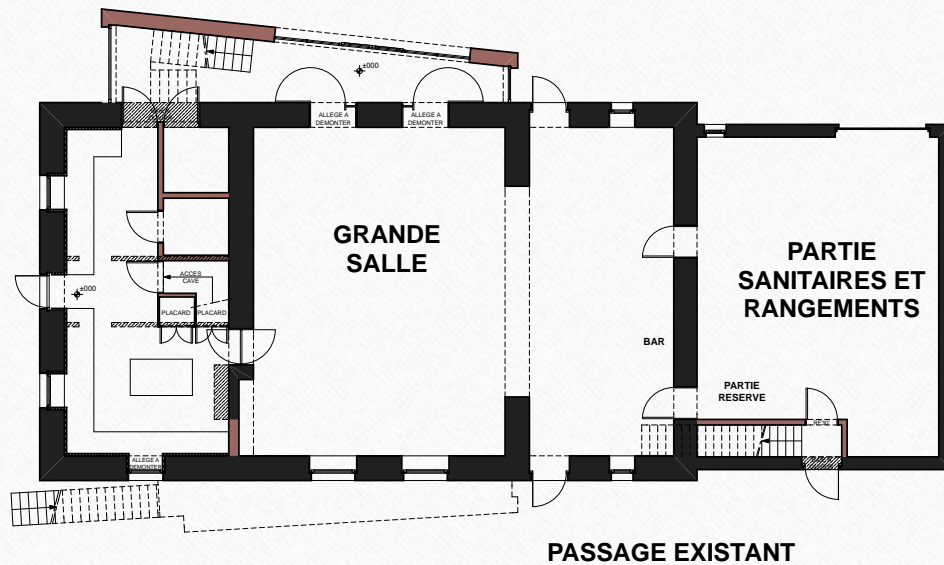 ±000
ALLEGE A
DEMONTER
ALLEGE A
DEMONTER
GRANDE
SALLE
PARTIE
SANITAIRES ET
RANGEMENTS
ACCES
CAVE
±000
PLACARD
PLACARD
BAR
PARTIE
RESERVE
ALLEGE A
DEMONTER
PASSAGE EXISTANT